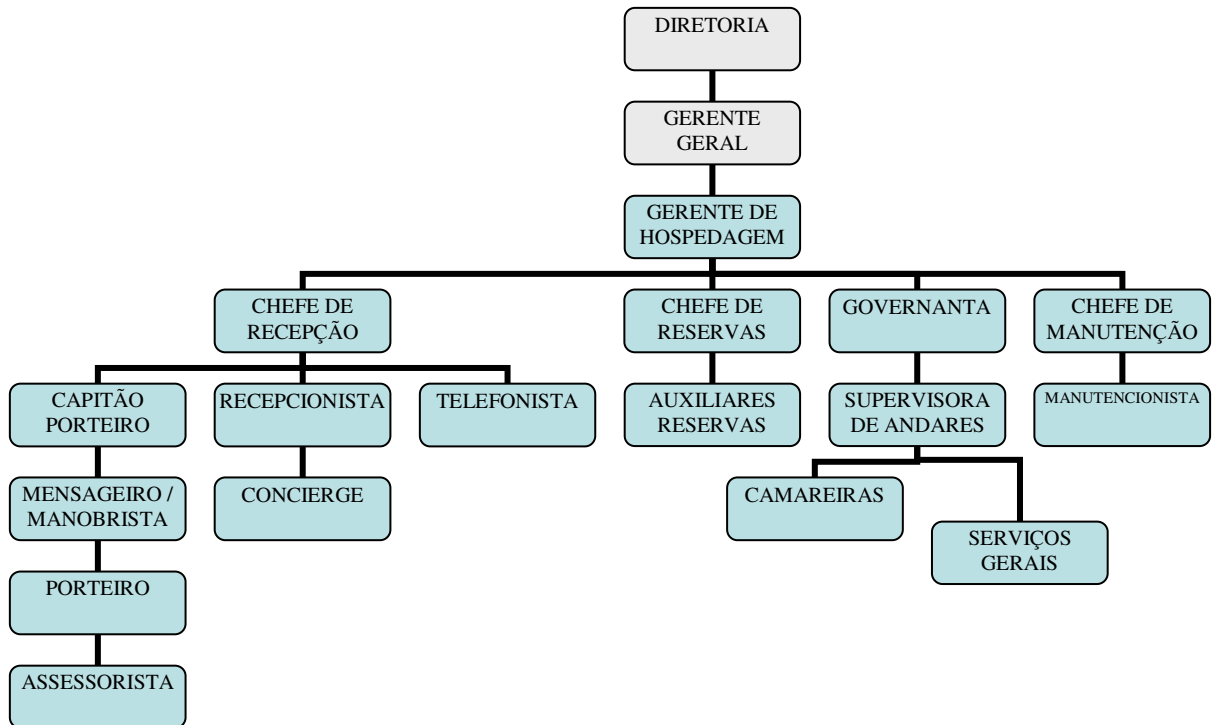 DIRETORIA
GERENTE
GERAL
GERENTE DE
HOSPEDAGEM
CHEFE DE
RECEPÇÃO
CHEFE DE
RESERVAS
GOVERNANTA
CHEFE DE
MANUTENÇÃO
CAPITÃO
PORTEIRO
RECEPCIONISTA
TELEFONISTA
AUXILIARES
RESERVAS
SUPERVISORA
DE ANDARES
MANUTENCIONISTA
MENSAGEIRO /
MANOBRISTA
CONCIERGE
CAMAREIRAS
SERVIÇOS
GERAIS
PORTEIRO
ASSESSORISTA